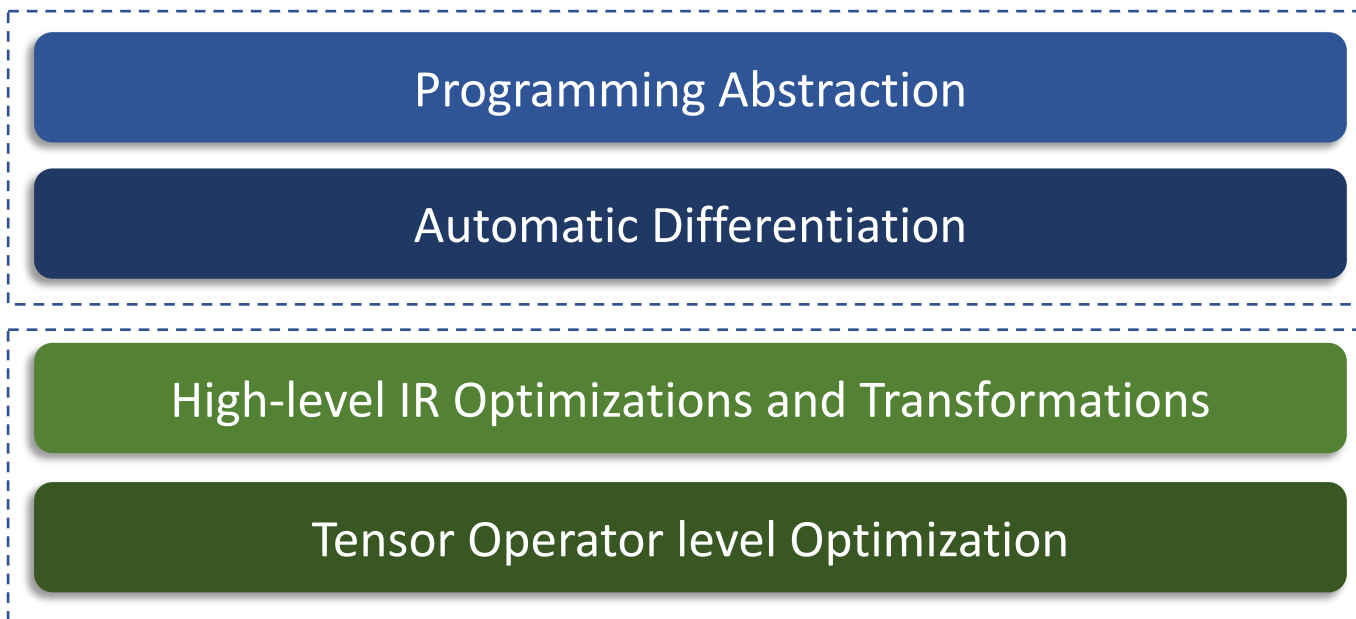 Programming Abstraction
Automatic Differentiation
High-level IR Optimizations and Transformations
Tensor Operator level Optimization